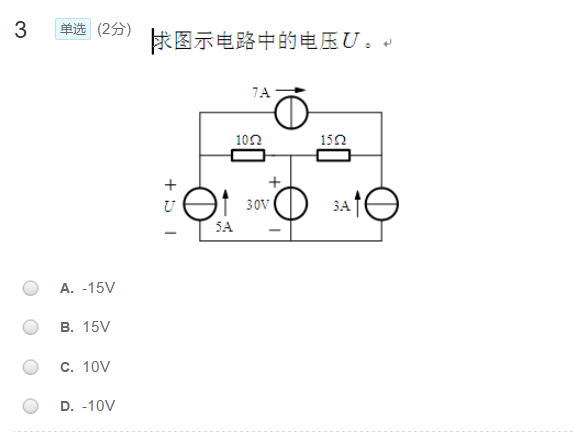 3 单选 (2分) 求图示电路中的电压U。
7A
10Ω 15Ω
+ +
U 30V 3A
− 5A −
A. -15V
B. 15V
C. 10V
D. -10V